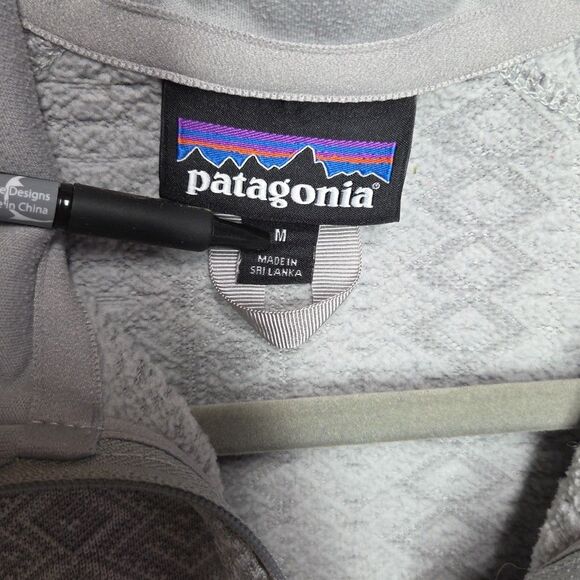 patagonia®
M
MADE IN
SRI LANKA
Designs
in China